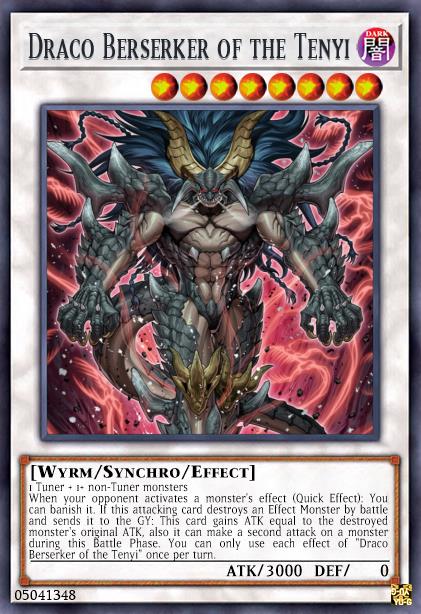 DRACO BERSERKER OF THE TENYI
DARK
闇
[WYRM/SYNCHRO/EFFECT]
1 Tuner + 1+ non-Tuner monsters
When your opponent activates a monster's effect (Quick Effect): You
can banish it. If this attacking card destroys an Effect Monster by battle
and sends it to the GY: This card gains ATK equal to the destroyed
monster's original ATK, also it can make a second attack on a monster
during this Battle Phase. You can only use each effect of "Draco
Berserker of the Tenyi" once per turn.
ATK/3000 DEF/ 0
05041348